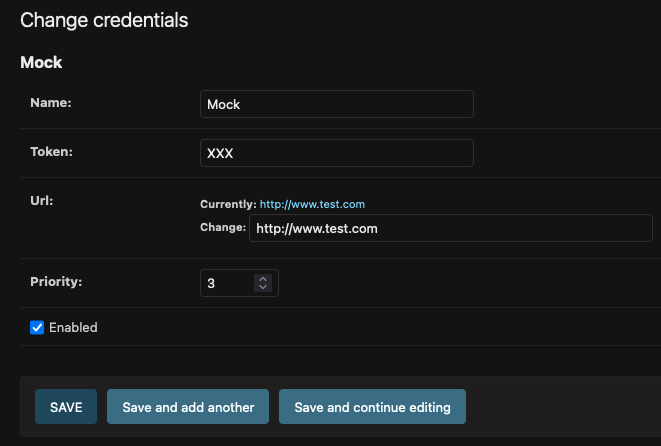 Change credentials
Mock
Name: Mock
Token: XXX
Url: Currently: http://www.test.com
Change: http://www.test.com
Priority: 3
Enabled
SAVE Save and add another Save and continue editing